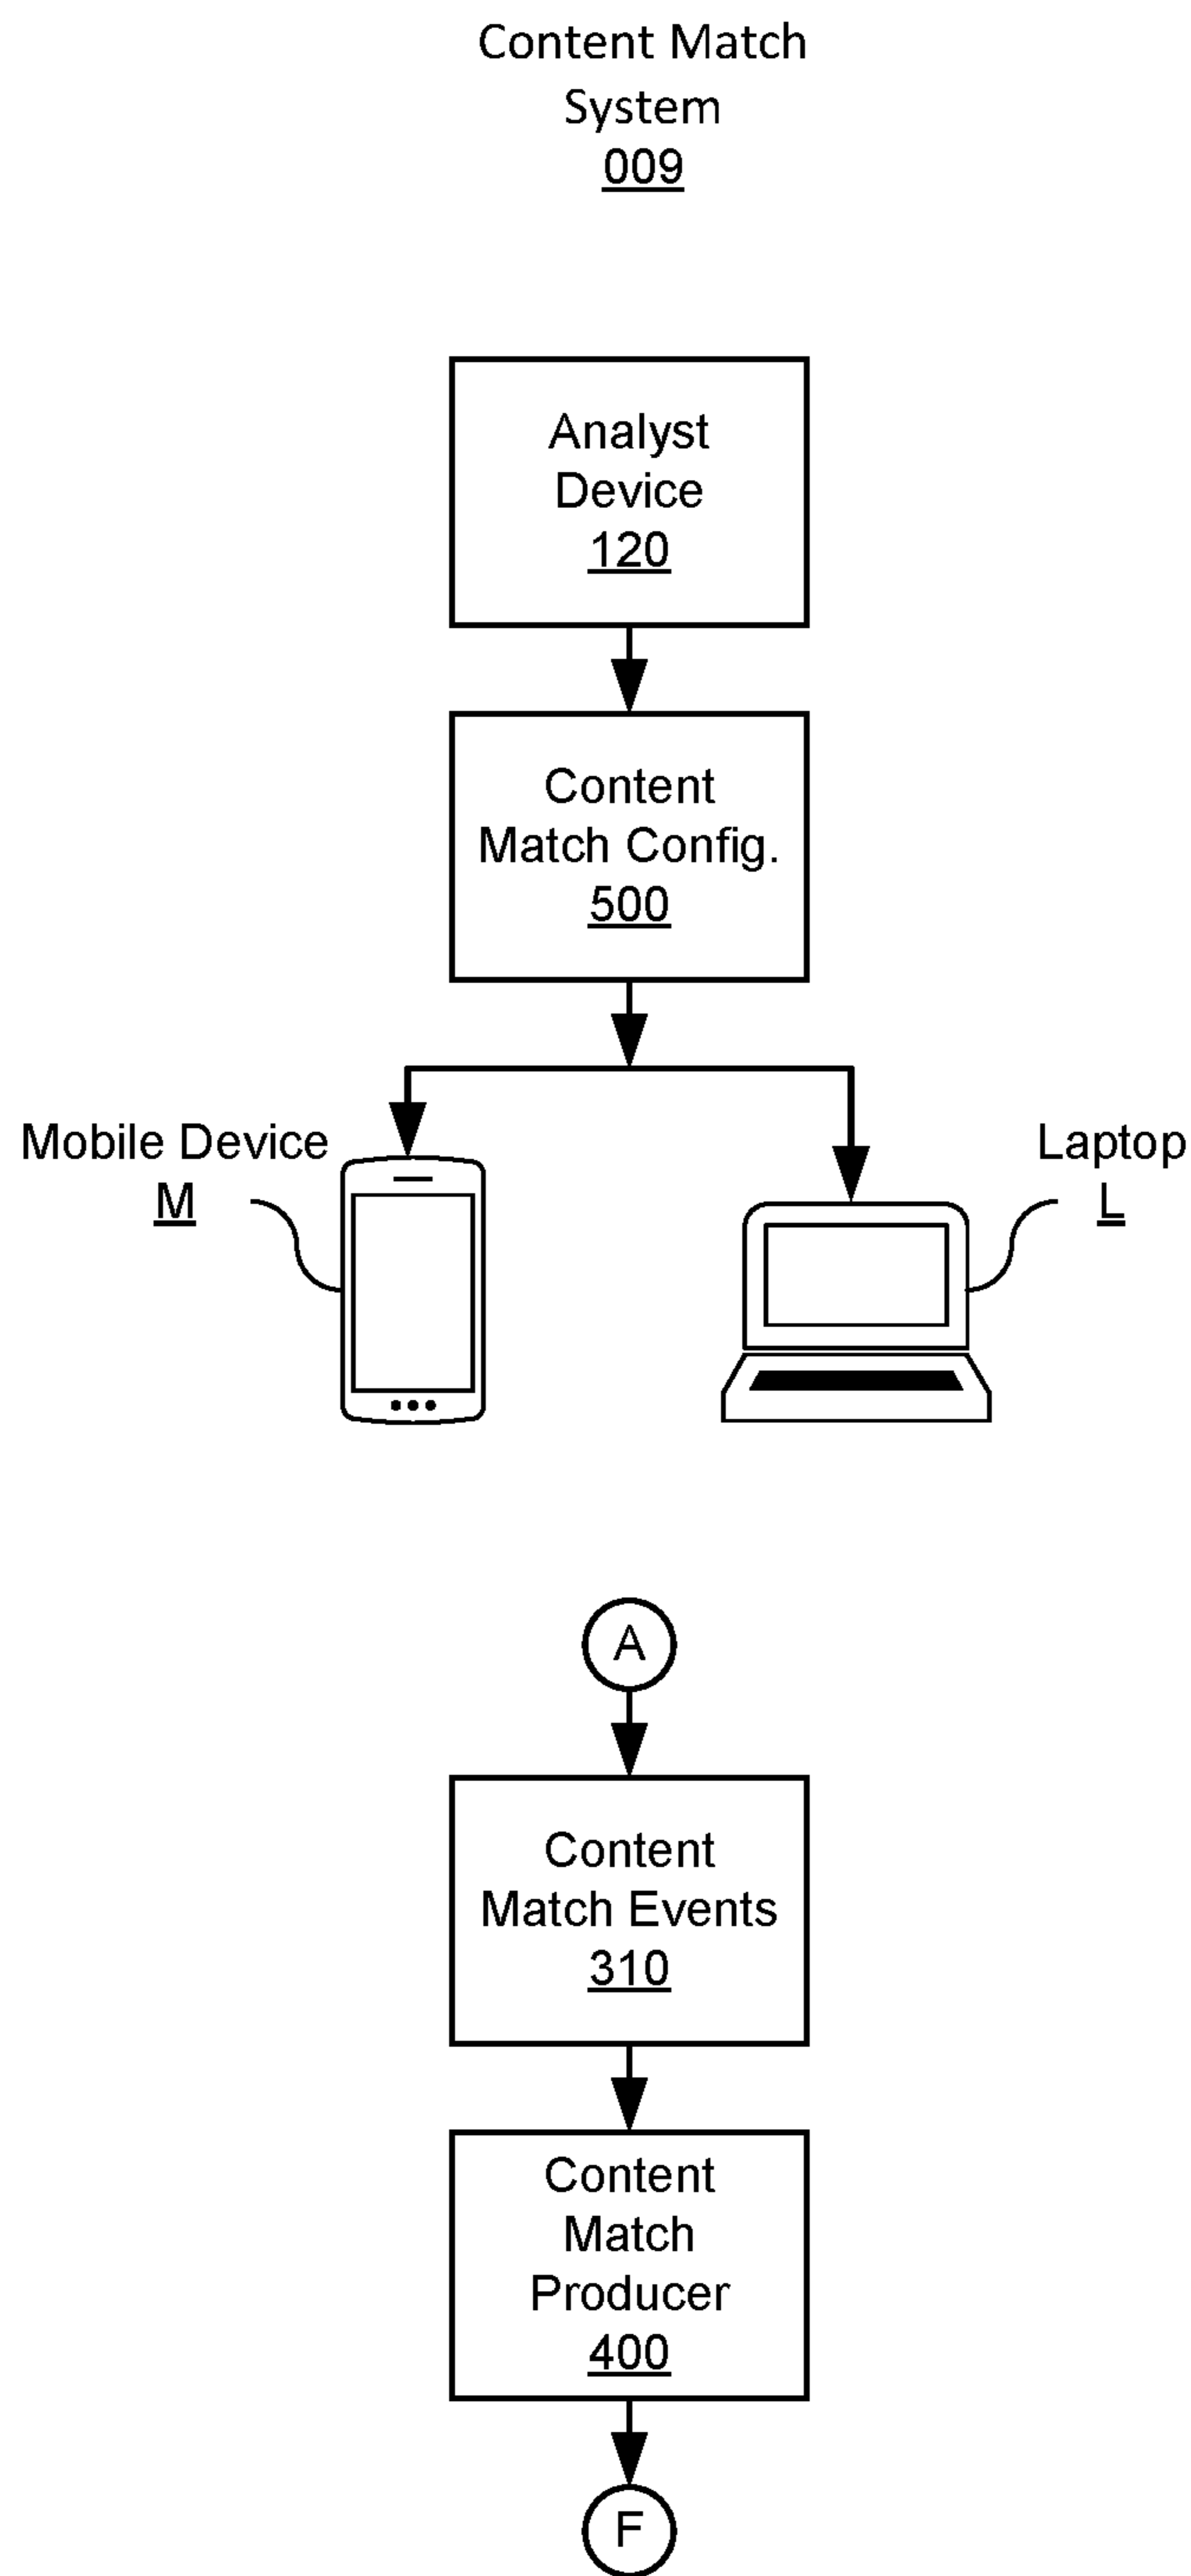 Content Match
System
009
Analyst
Device
120
Content
Match Config.
500
Mobile Device
M
Laptop
L
A
Content
Match Events
310
Content
Match
Producer
400
F